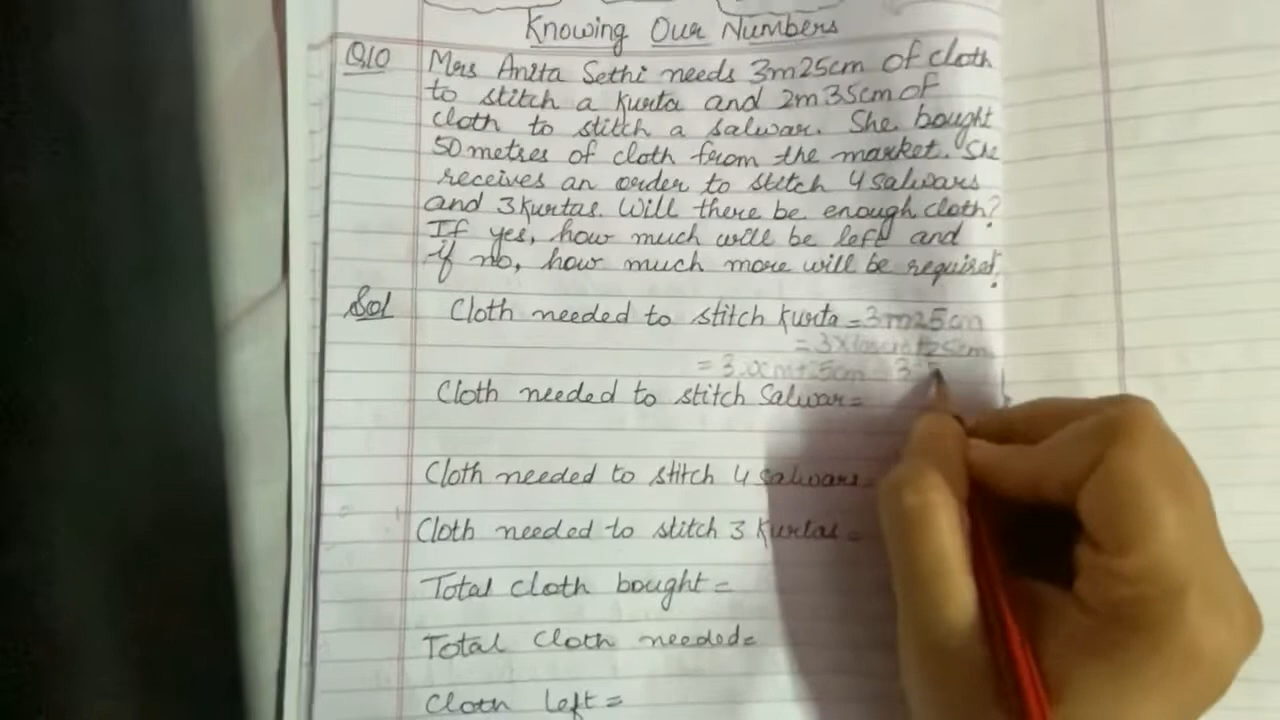 Knowing Our Numbers
Q10 Mrs Anita Sethi needs 3m25cm of cloth
to stitch a kurta and 2m35cm of
cloth to stitch a salwar. She bought
50 metres of cloth from the market. She
receives an order to stitch 4 salwars
and 3 kurtas. Will there be enough cloth?
If yes, how much will be left and
if no, how much more will be required?
Sol Cloth needed to stitch kurta = 3m25cm
= 3x100cm+25cm
Cloth needed to stitch Salwar =
Cloth needed to stitch 4 salwars =
Cloth needed to stitch 3 kurtas =
Total cloth bought =
Total cloth needed =
Cloth left =